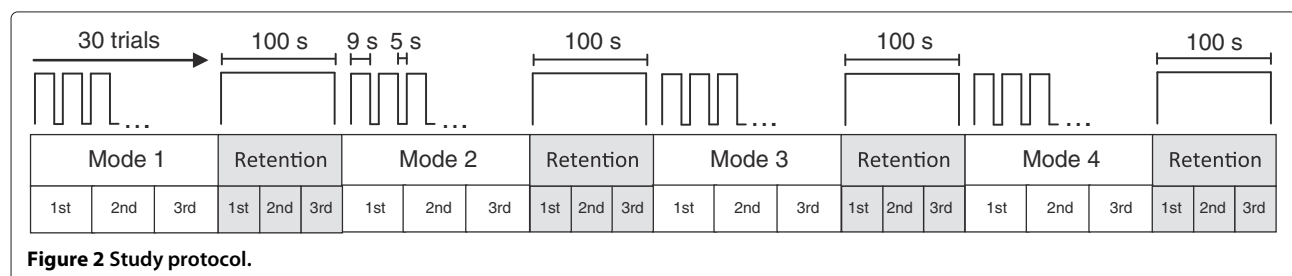 30 trials 100 s 9 s 5 s 100 s 100 s 100 s
... ... ... ...
Mode 1 Retention Mode 2 Retention Mode 3 Retention Mode 4 Retention
1st 2nd 3rd 1st 2nd 3rd 1st 2nd 3rd 1st 2nd 3rd 1st 2nd 3rd 1st 2nd 3rd 1st 2nd 3rd 1st 2nd 3rd
Figure 2 Study protocol.